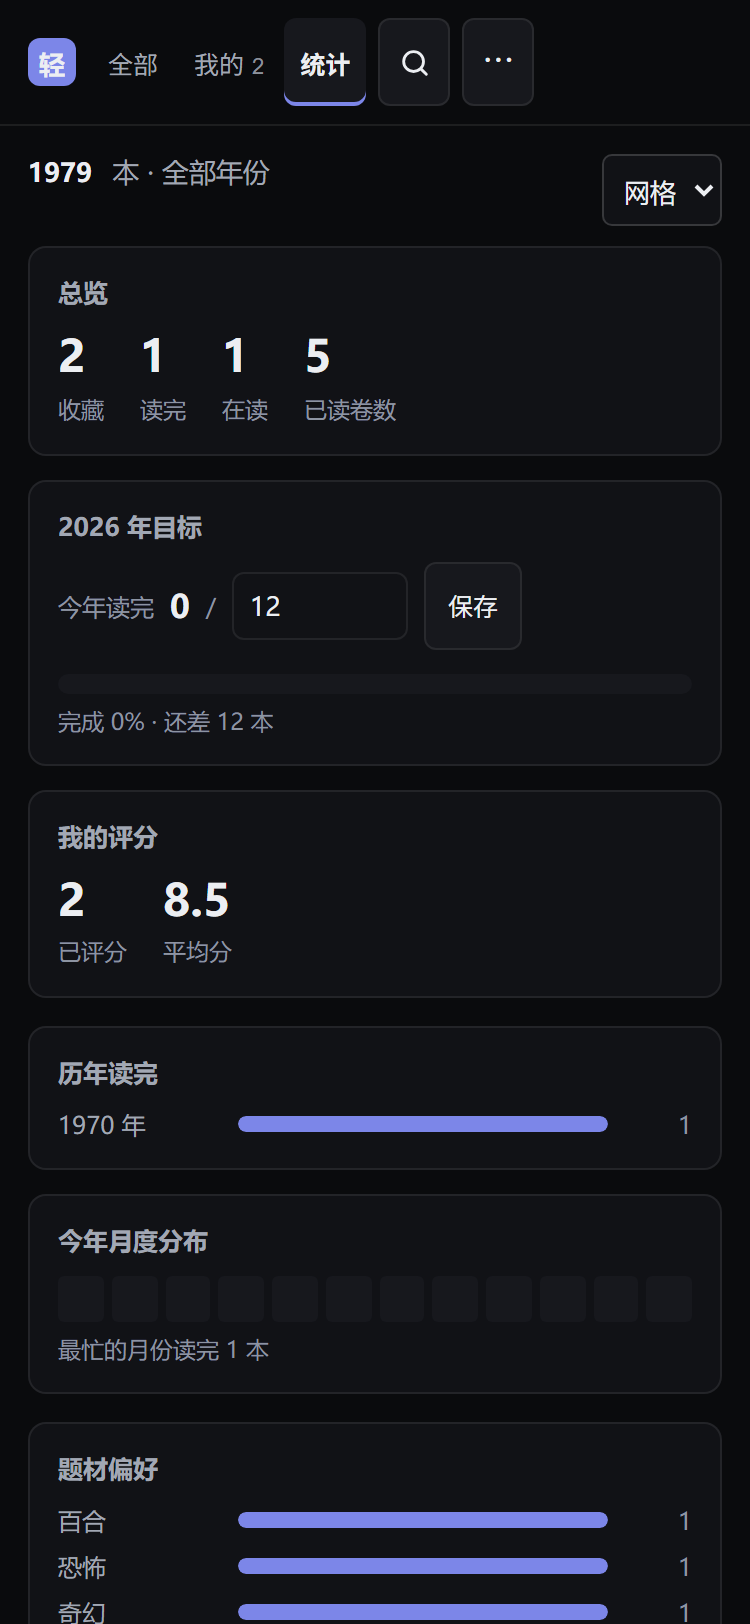 轻 全部 我的 2 统计 ···
1979 本 · 全部年份 网格
总览
2 1 1 5
收藏 读完 在读 已读卷数
2026 年目标
今年读完 0 / 12 保存
完成 0% · 还差 12 本
我的评分
2 8.5
已评分 平均分
历年读完
1970 年 1
今年月度分布
最忙的月份读完 1 本
题材偏好
百合 1
恐怖 1
奇幻 1